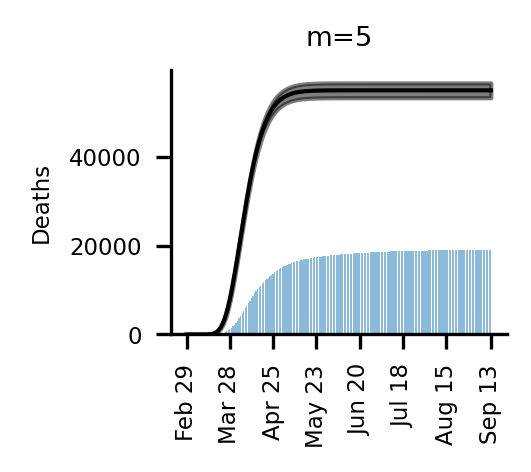 m=5
Deaths
40000
20000
0
Feb 29
Mar 28
Apr 25
May 23
Jun 20
Jul 18
Aug 15
Sep 13